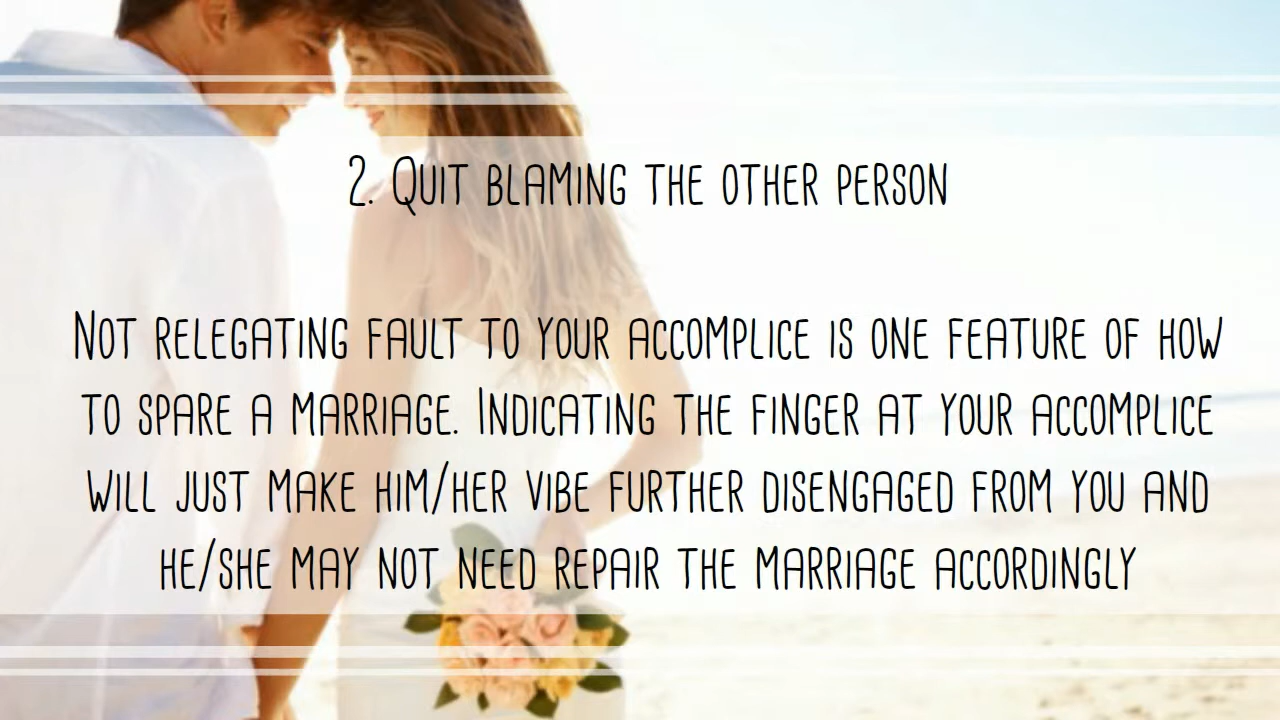 2. Quit blaming the other person
Not relegating fault to your accomplice is one feature of how
to spare a marriage. Indicating the finger at your accomplice
will just make him/her vibe further disengaged from you and
he/she may not need repair the marriage accordingly